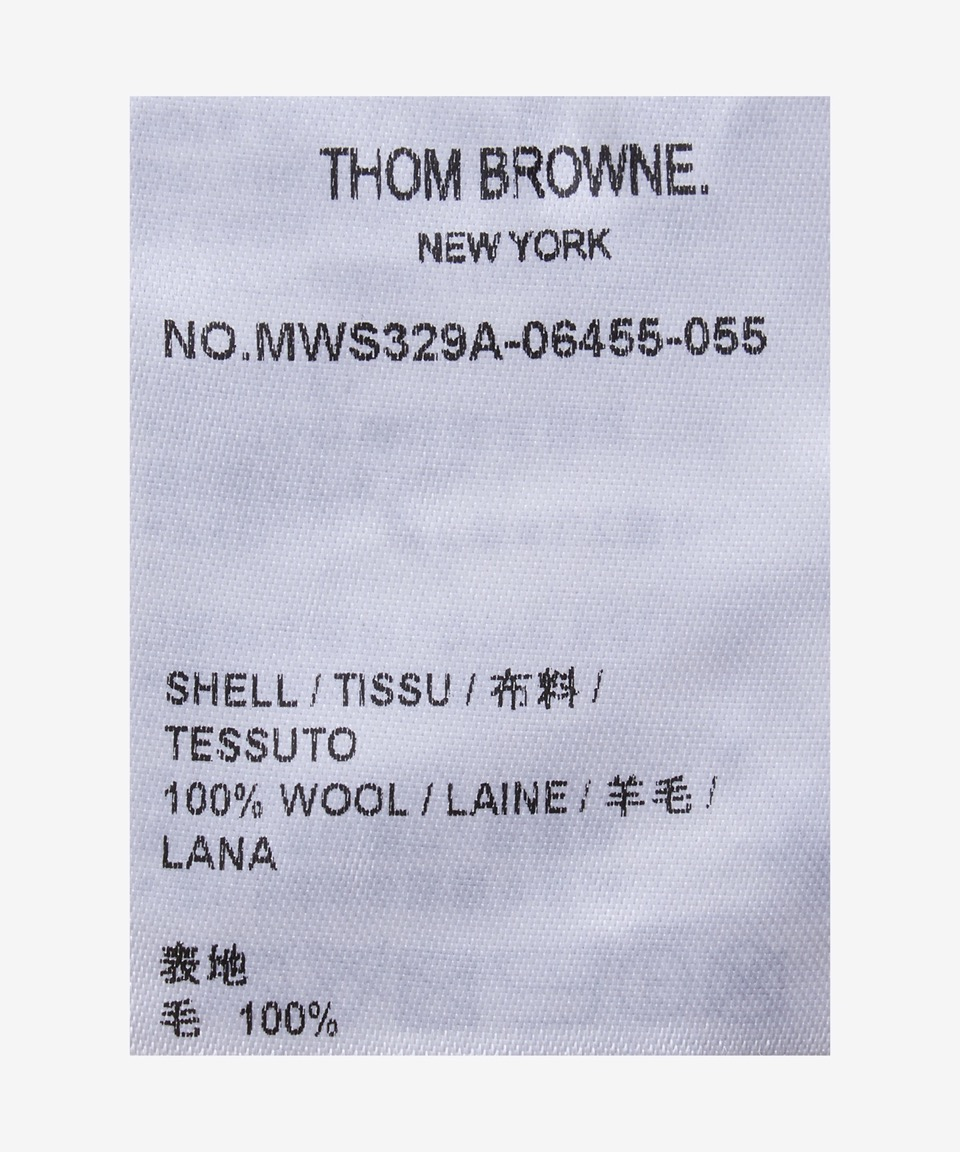 THOM BROWNE.
NEW YORK
NO.MWS329A-06455-055
SHELL / TISSU / 布料 /
TESSUTO
100% WOOL / LAINE / 羊毛 /
LANA
表地
毛 100%